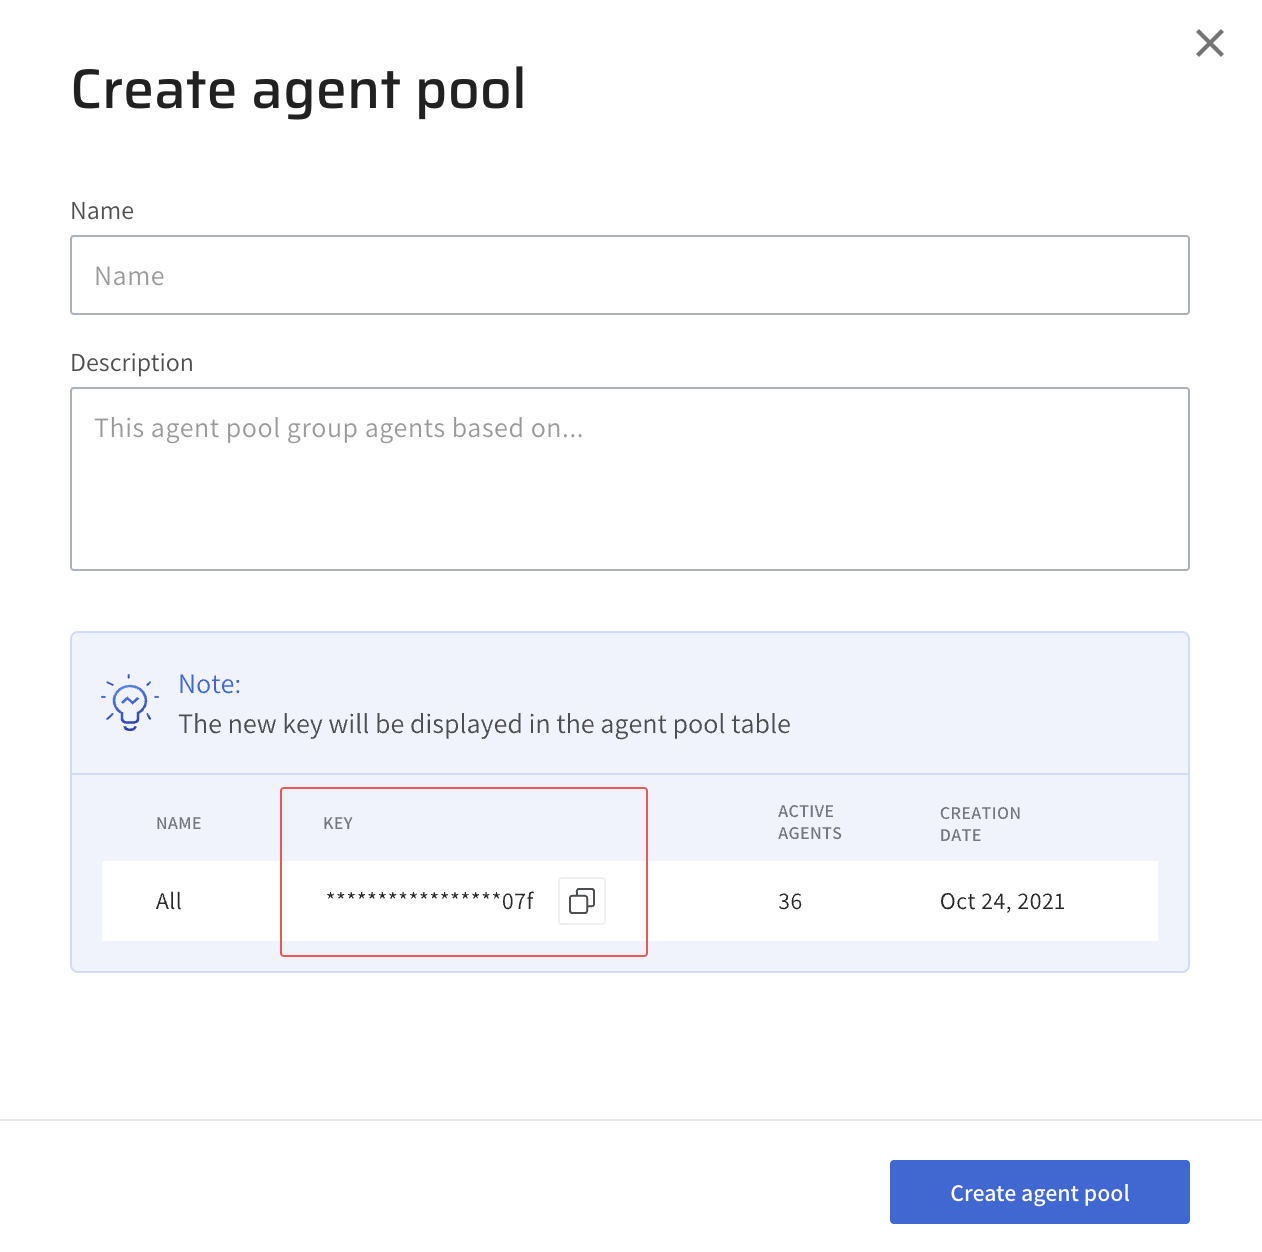 Create agent pool
Name
Name
Description
This agent pool group agents based on...
Note:
The new key will be displayed in the agent pool table
NAME KEY ACTIVE AGENTS CREATION DATE
All *****************07f 36 Oct 24, 2021
Create agent pool